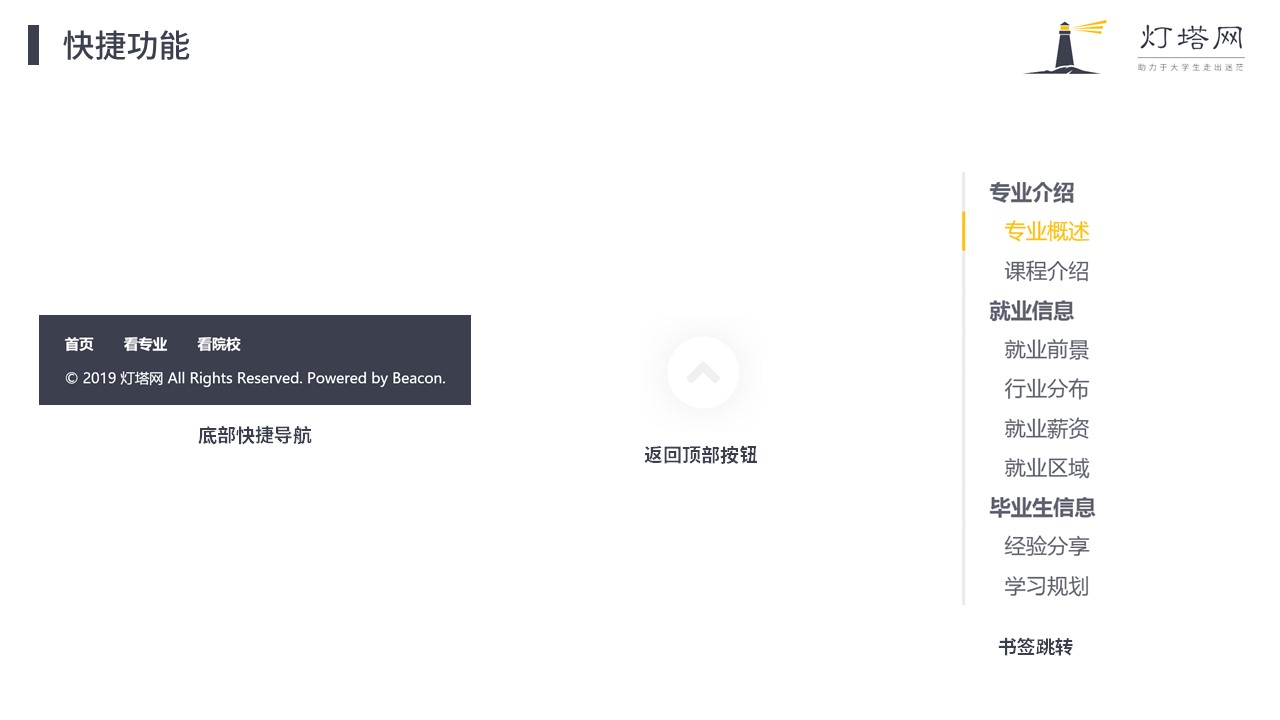 快捷功能
灯塔网
助力于大学生走出迷茫
首页 看专业 看院校
© 2019 灯塔网 All Rights Reserved. Powered by Beacon.
底部快捷导航
返回顶部按钮
专业介绍
专业概述
课程介绍
就业信息
就业前景
行业分布
就业薪资
就业区域
毕业生信息
经验分享
学习规划
书签跳转